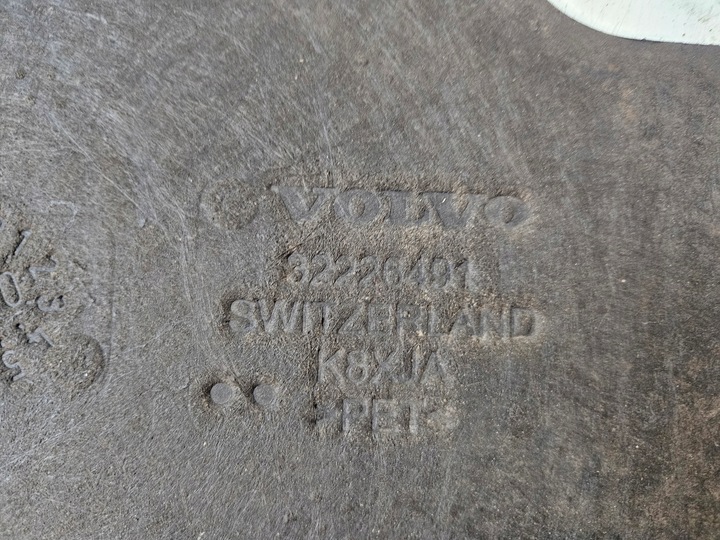 VOLVO
32226401
SWITZERLAND
K8XJA
>PET<